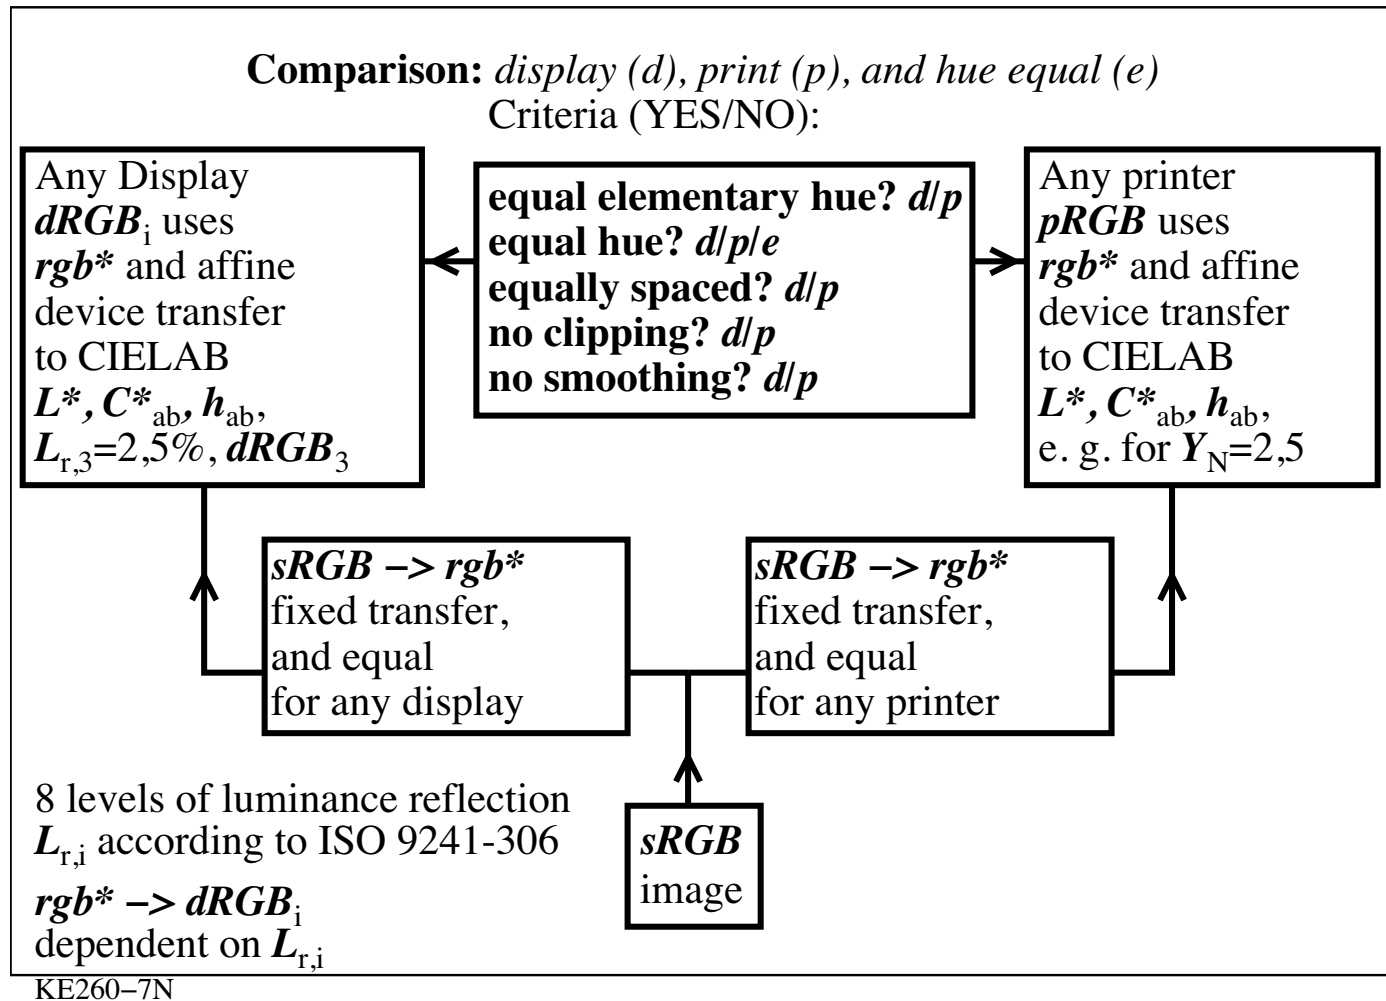 Comparison: display (d), print (p), and hue equal (e)
Criteria (YES/NO):
Any Display
dRGBi uses
rgb* and affine
device transfer
to CIELAB
L*, C*ab, hab,
Lr,3=2,5%, dRGB3
equal elementary hue? d/p
equal hue? d/p/e
equally spaced? d/p
no clipping? d/p
no smoothing? d/p
Any printer
pRGB uses
rgb* and affine
device transfer
to CIELAB
L*, C*ab, hab,
e. g. for YN=2,5
sRGB −> rgb*
fixed transfer,
and equal
for any display
sRGB −> rgb*
fixed transfer,
and equal
for any printer
8 levels of luminance reflection
Lr,i according to ISO 9241-306
rgb* −> dRGBi
dependent on Lr,i
sRGB
image
KE260−7N